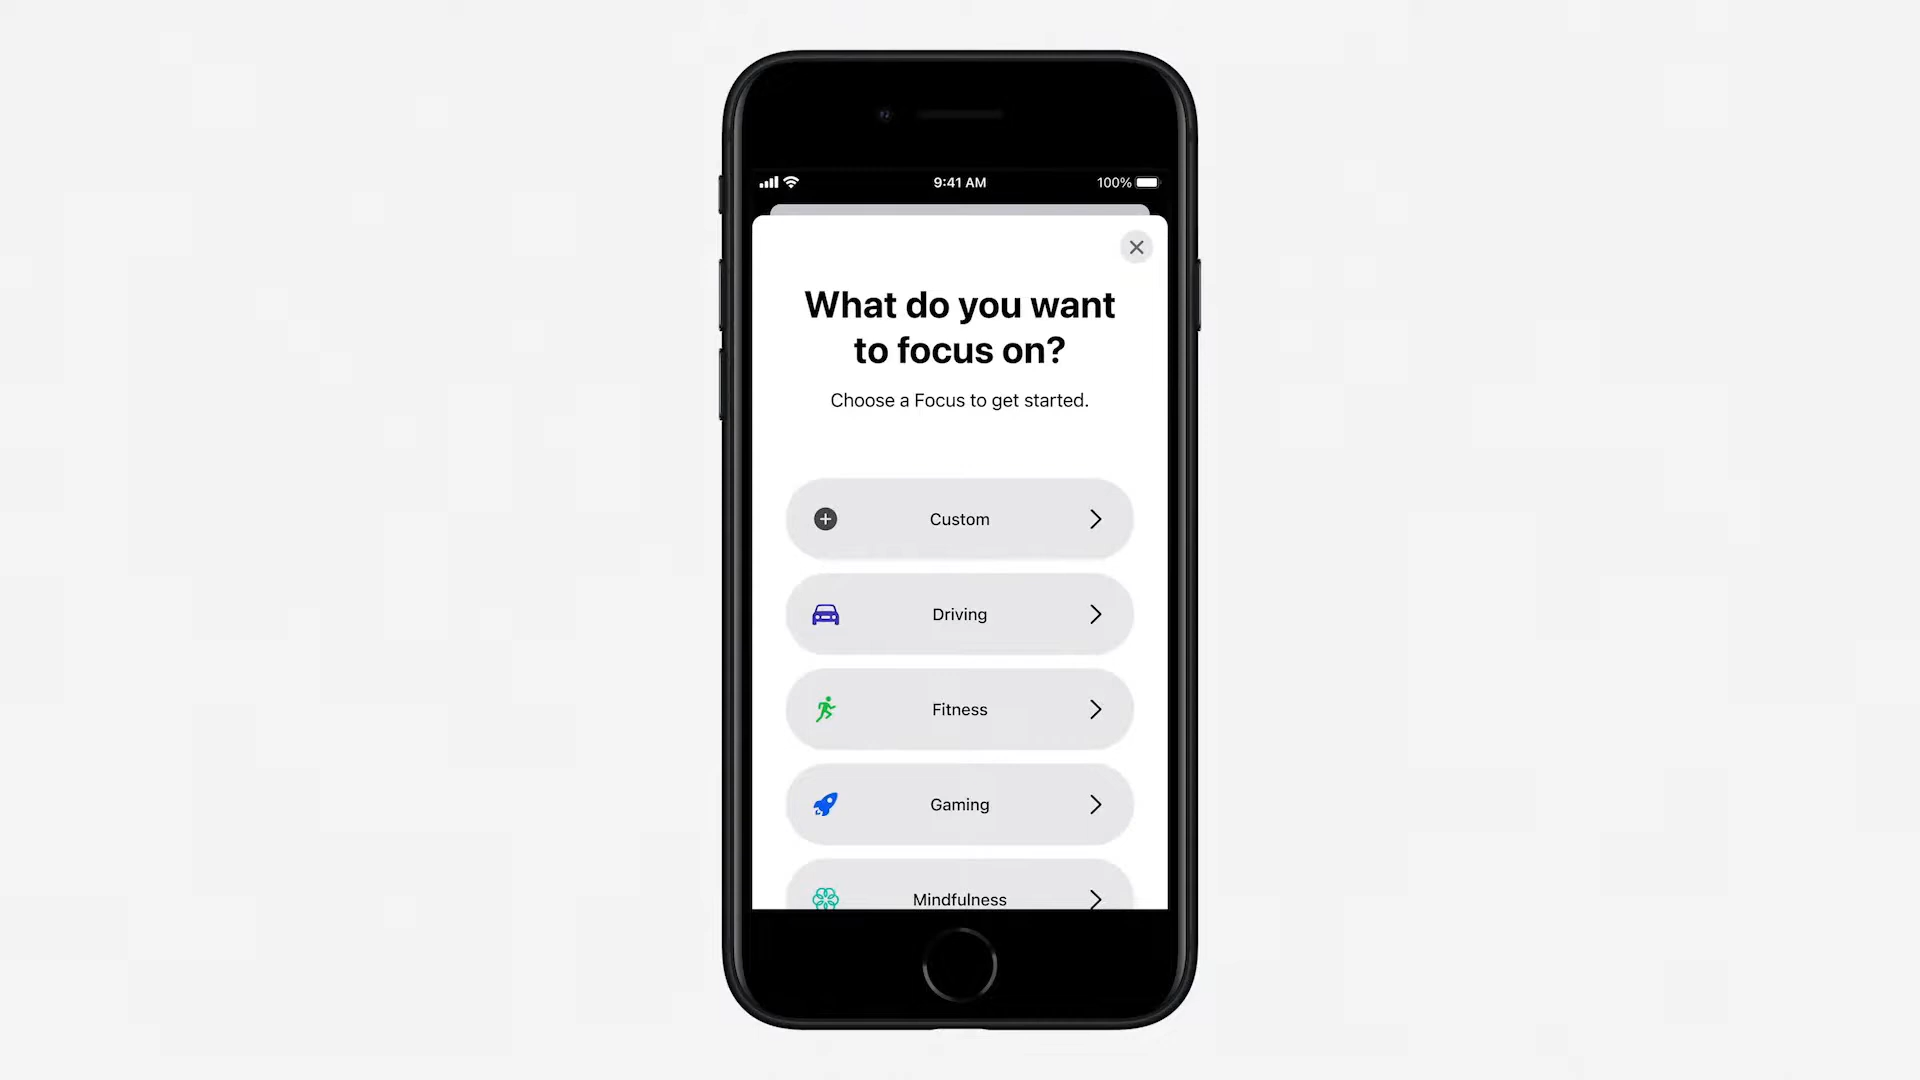 9:41 AM
100%
What do you want
to focus on?
Choose a Focus to get started.
Custom
Driving
Fitness
Gaming
Mindfulness